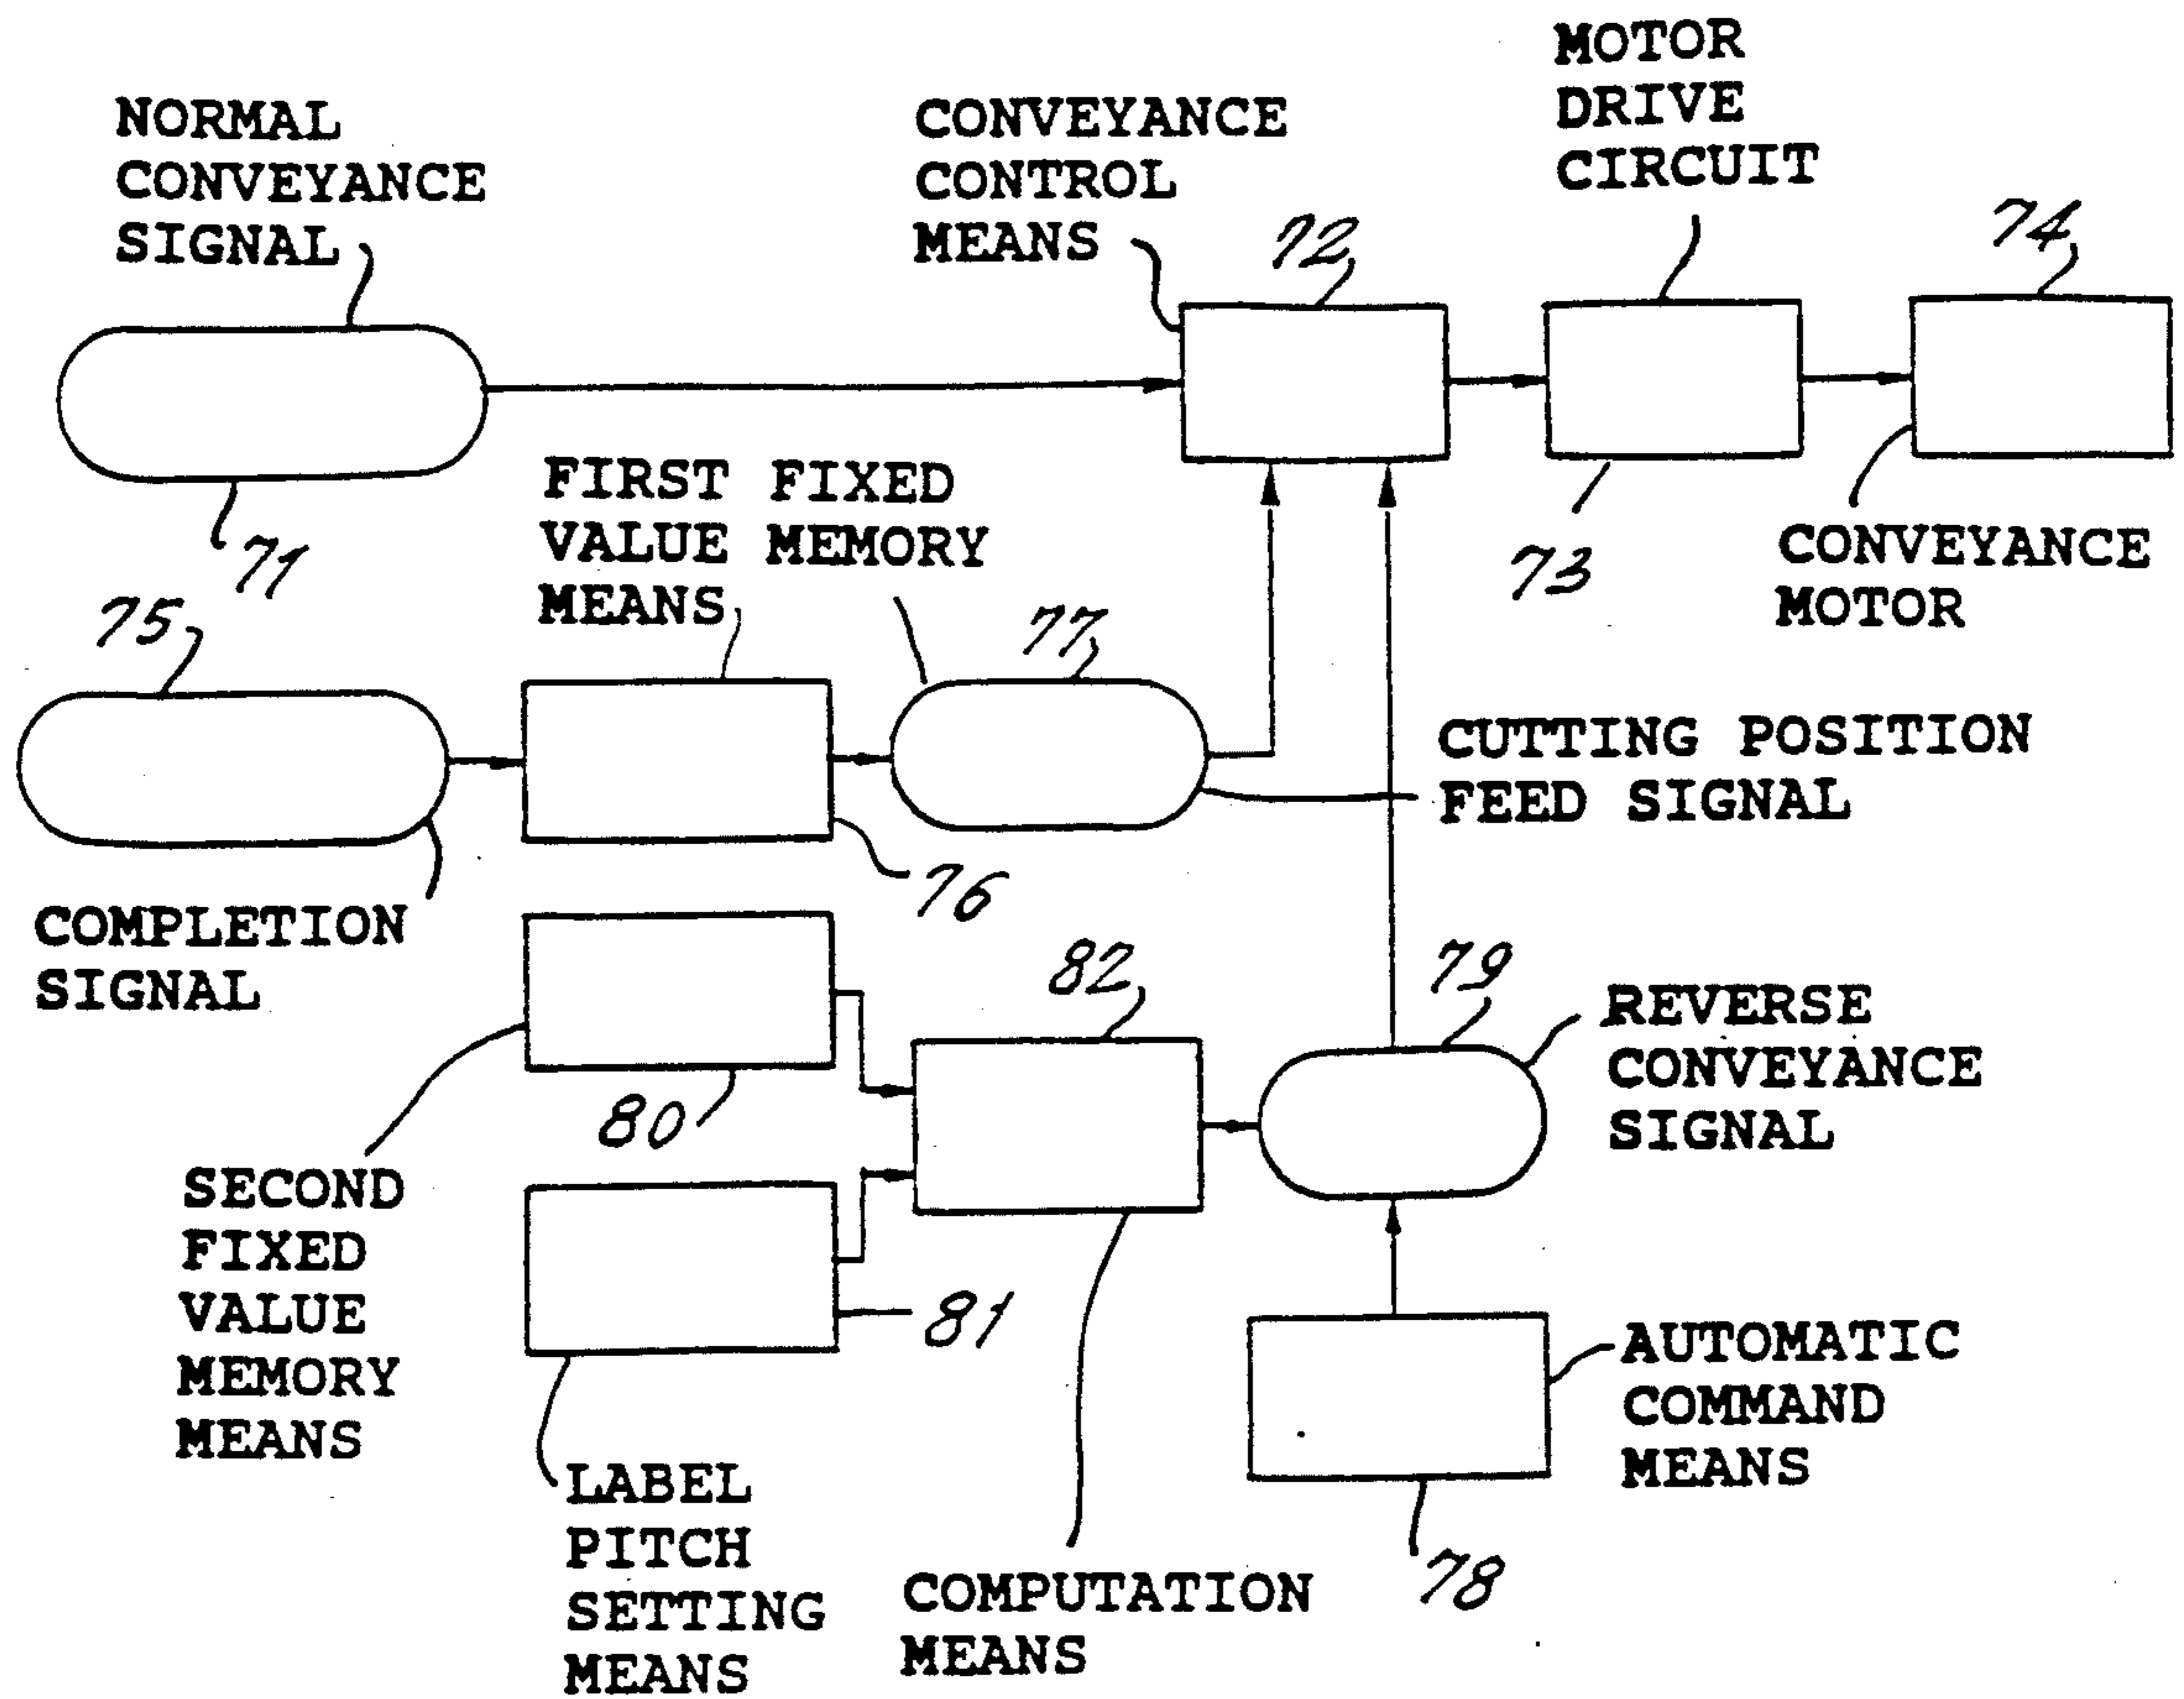 MOTOR
DRIVE
CIRCUIT
NORMAL
CONVEYANCE
SIGNAL
CONVEYANCE
CONTROL
MEANS
72
74
71
FIRST FIXED
VALUE MEMORY
MEANS
73
CONVEYANCE
MOTOR
75
77
CUTTING POSITION
FEED SIGNAL
76
COMPLETION
SIGNAL
82
79
REVERSE
CONVEYANCE
SIGNAL
80
SECOND
FIXED
VALUE
MEMORY
MEANS
81
AUTOMATIC
COMMAND
MEANS
LABEL
PITCH
SETTING
MEANS
COMPUTATION
MEANS
78